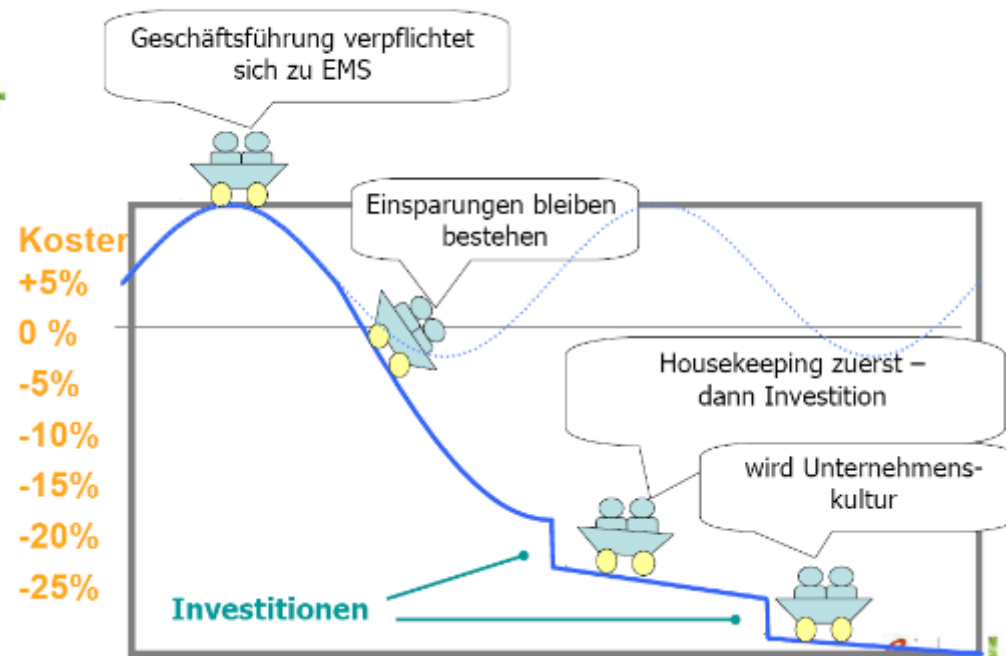 Geschäftsführung verpflichtet
sich zu EMS
Einsparungen bleiben
bestehen
Koster
+5%
0 %
-5%
-10%
-15%
-20%
-25%
Housekeeping zuerst –
dann Investition
wird Unternehmens-
kultur
Investitionen